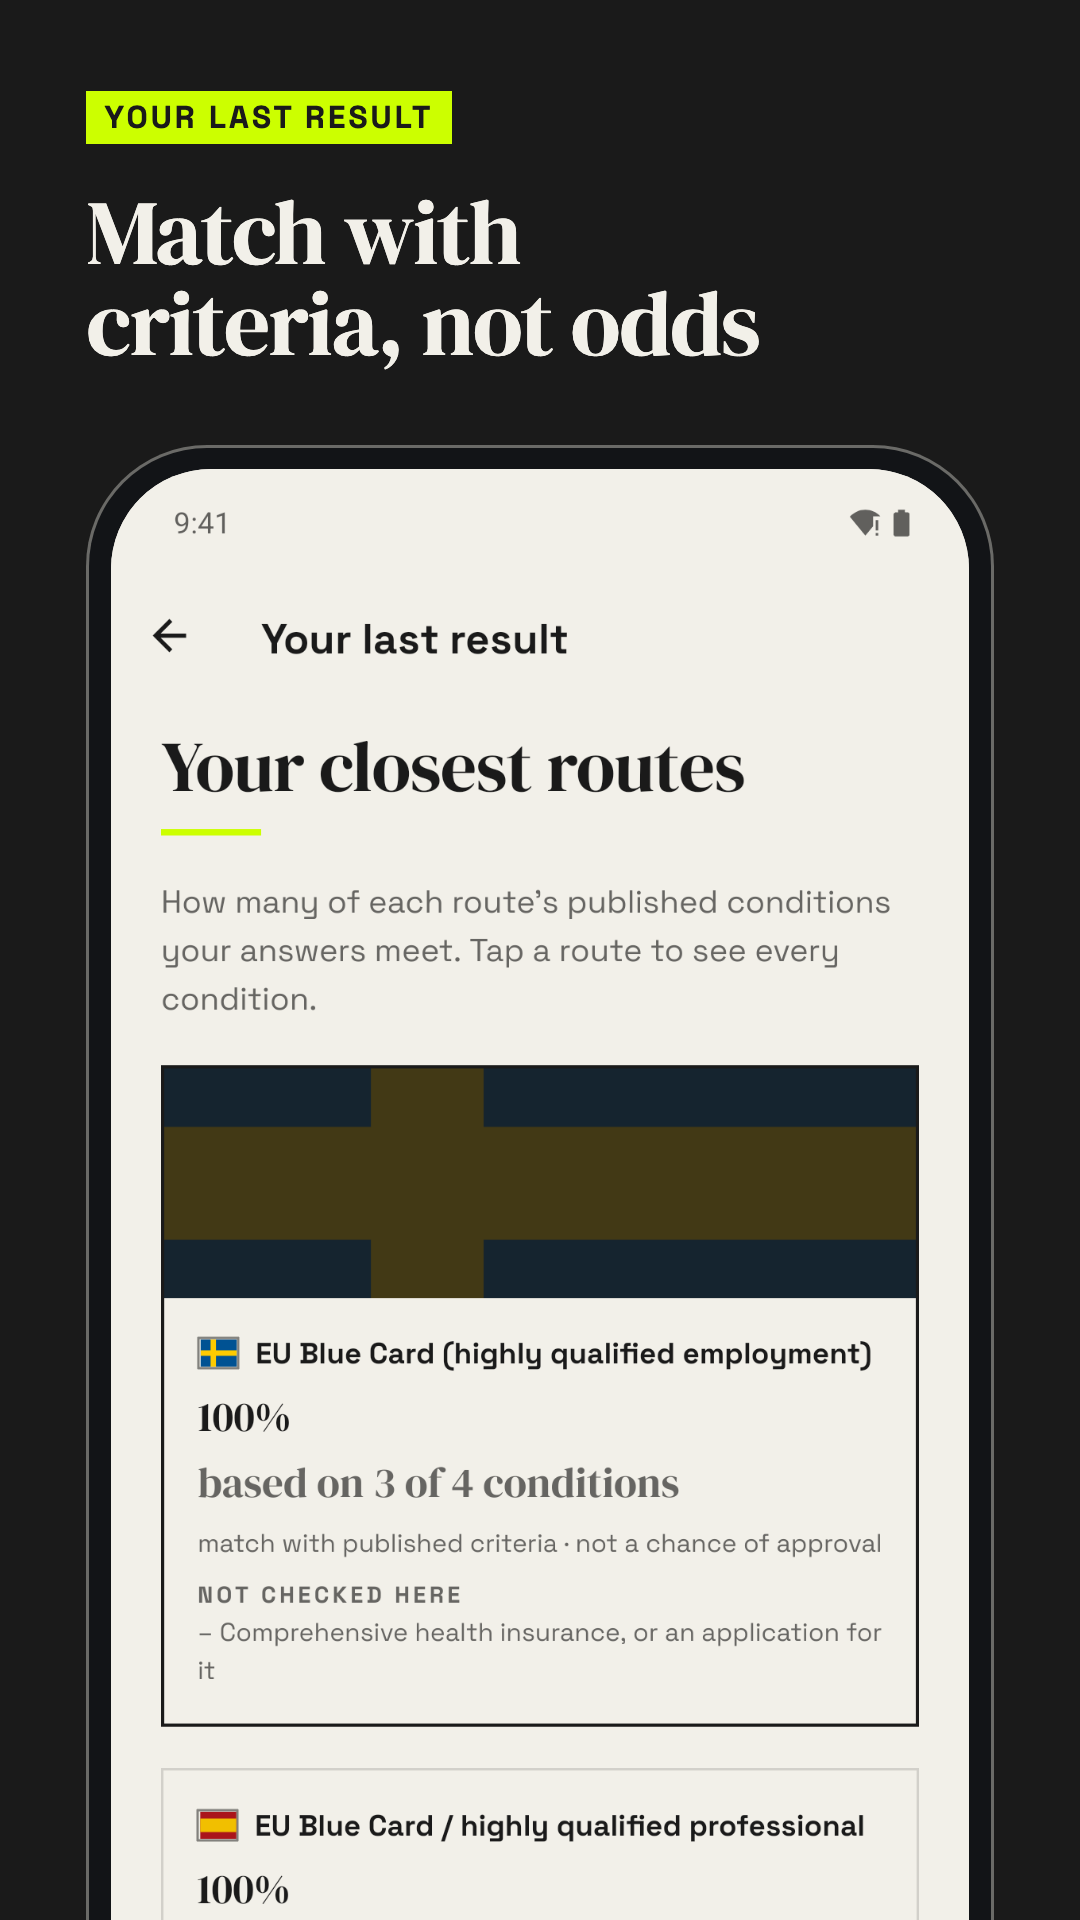 YOUR LAST RESULT
Match with
criteria, not odds
9:41
Your last result
Your closest routes
How many of each route’s published conditions
your answers meet. Tap a route to see every
condition.
EU Blue Card (highly qualified employment)
100%
based on 3 of 4 conditions
match with published criteria · not a chance of approval
NOT CHECKED HERE
– Comprehensive health insurance, or an application for
it
EU Blue Card / highly qualified professional
100%